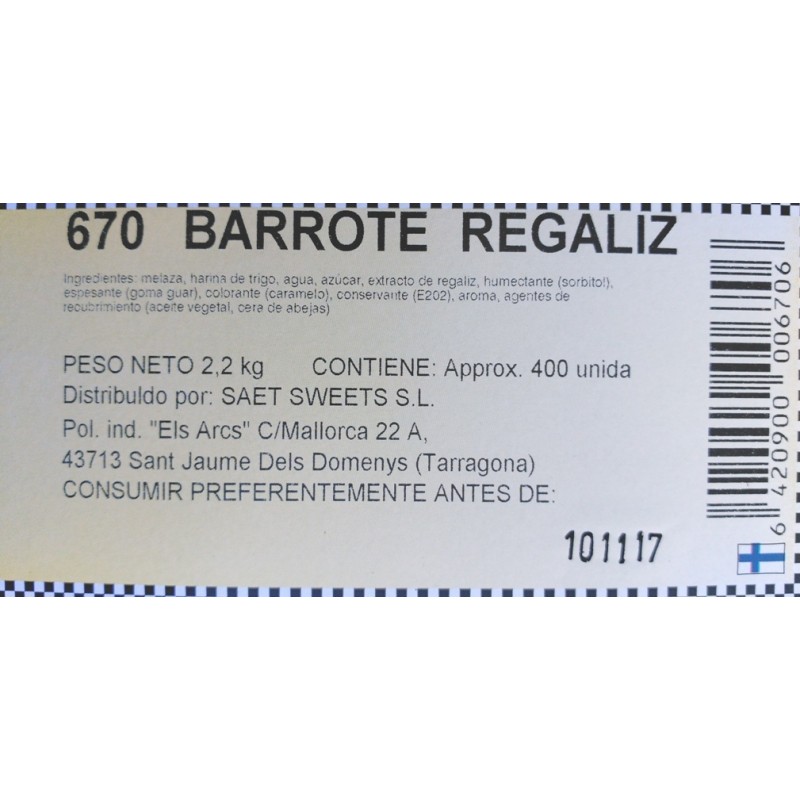 670 BARROTE REGALIZ
Ingredientes: melaza, harina de trigo, agua, azúcar, extracto de regaliz, humectante (sorbitol),
espesante (goma guar), colorante (caramelo), conservante (E202), aroma, agentes de
recubrimiento (aceite vegetal, cera de abejas)
PESO NETO 2,2 kg CONTIENE: Approx. 400 unida
Distribuldo por: SAET SWEETS S.L.
Pol. ind. "Els Arcs" C/Mallorca 22 A,
43713 Sant Jaume Dels Domenys (Tarragona)
CONSUMIR PREFERENTEMENTE ANTES DE:
101117
6 420900 006706